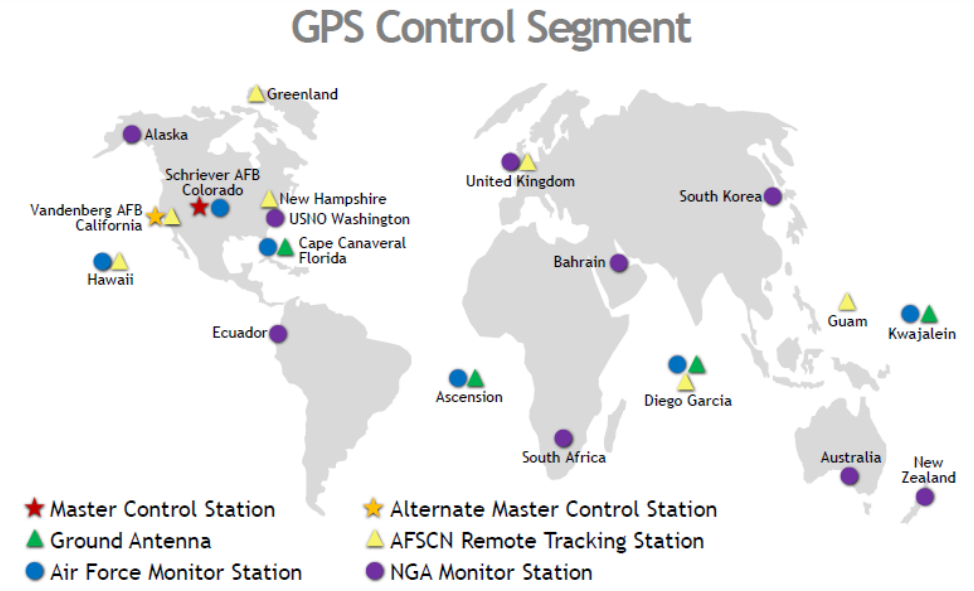 GPS Control Segment
Greenland
Alaska
Schriever AFB
Colorado
United Kingdom
New Hampshire
South Korea
Vandenberg AFB
California
USNO Washington
Cape Canaveral
Florida
Bahrain
Hawaii
Guam
Ecuador
Kwajalein
Ascension
Diego Garcia
South Africa
Australia
New
Zealand
Master Control Station
Alternate Master Control Station
Ground Antenna
AFSCN Remote Tracking Station
Air Force Monitor Station
NGA Monitor Station